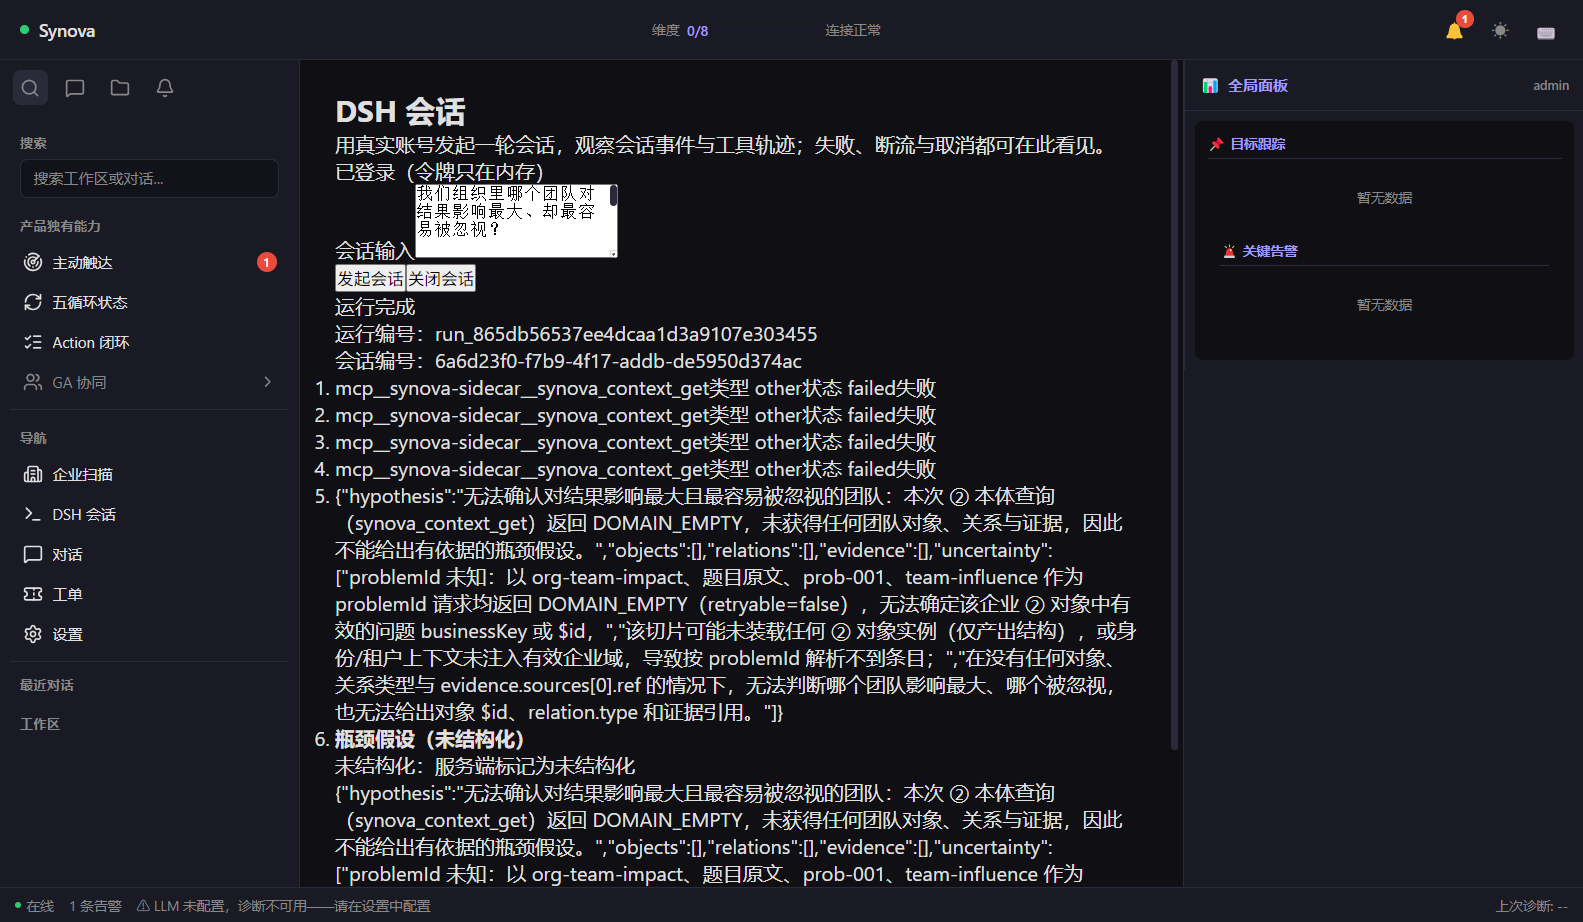 Synova
维度 0/8
连接正常
1
搜索
搜索工作区或对话...
产品独有能力
主动触达
1
五循环状态
Action 闭环
GA 协同
导航
企业扫描
DSH 会话
对话
工单
设置
最近对话
工作区
DSH 会话
用真实账号发起一轮会话，观察会话事件与工具轨迹；失败、断流与取消都可在此看见。
已登录（令牌只在内存）
会话输入
我们组织里哪个团队对
结果影响最大、却最容
易被忽视？
发起会话 关闭会话
运行完成
运行编号：run_865db56537ee4dcaa1d3a9107e303455
会话编号：6a6d23f0-f7b9-4f17-addb-de5950d374ac
1. mcp__synova-sidecar__synova_context_get类型 other状态 failed失败
2. mcp__synova-sidecar__synova_context_get类型 other状态 failed失败
3. mcp__synova-sidecar__synova_context_get类型 other状态 failed失败
4. mcp__synova-sidecar__synova_context_get类型 other状态 failed失败
5. {"hypothesis":"无法确认对结果影响最大且最容易被忽视的团队：本次 ② 本体查询
（synova_context_get）返回 DOMAIN_EMPTY，未获得任何团队对象、关系与证据，因此
不能给出有依据的瓶颈假设。","objects":[],"relations":[],"evidence":[],"uncertainty":
["problemId 未知：以 org-team-impact、题目原文、prob-001、team-influence 作为
problemId 请求均返回 DOMAIN_EMPTY（retryable=false），无法确定该企业 ② 对象中有
效的问题 businessKey 或 $id，","该切片可能未装载任何 ② 对象实例（仅产出结构），或身
份/租户上下文未注入有效企业域，导致按 problemId 解析不到条目；","在没有任何对象、
关系类型与 evidence.sources[0].ref 的情况下，无法判断哪个团队影响最大、哪个被忽视，
也无法给出对象 $id、relation.type 和证据引用。"]}
6. 瓶颈假设（未结构化）
未结构化：服务端标记为未结构化
{"hypothesis":"无法确认对结果影响最大且最容易被忽视的团队：本次 ② 本体查询
（synova_context_get）返回 DOMAIN_EMPTY，未获得任何团队对象、关系与证据，因此
不能给出有依据的瓶颈假设。","objects":[],"relations":[],"evidence":[],"uncertainty":
["problemId 未知：以 org-team-impact、题目原文、prob-001、team-influence 作为
全局面板
admin
目标跟踪
暂无数据
关键告警
暂无数据
在线
1 条告警
⚠ LLM 未配置，诊断不可用——请在设置中配置
上次诊断: --